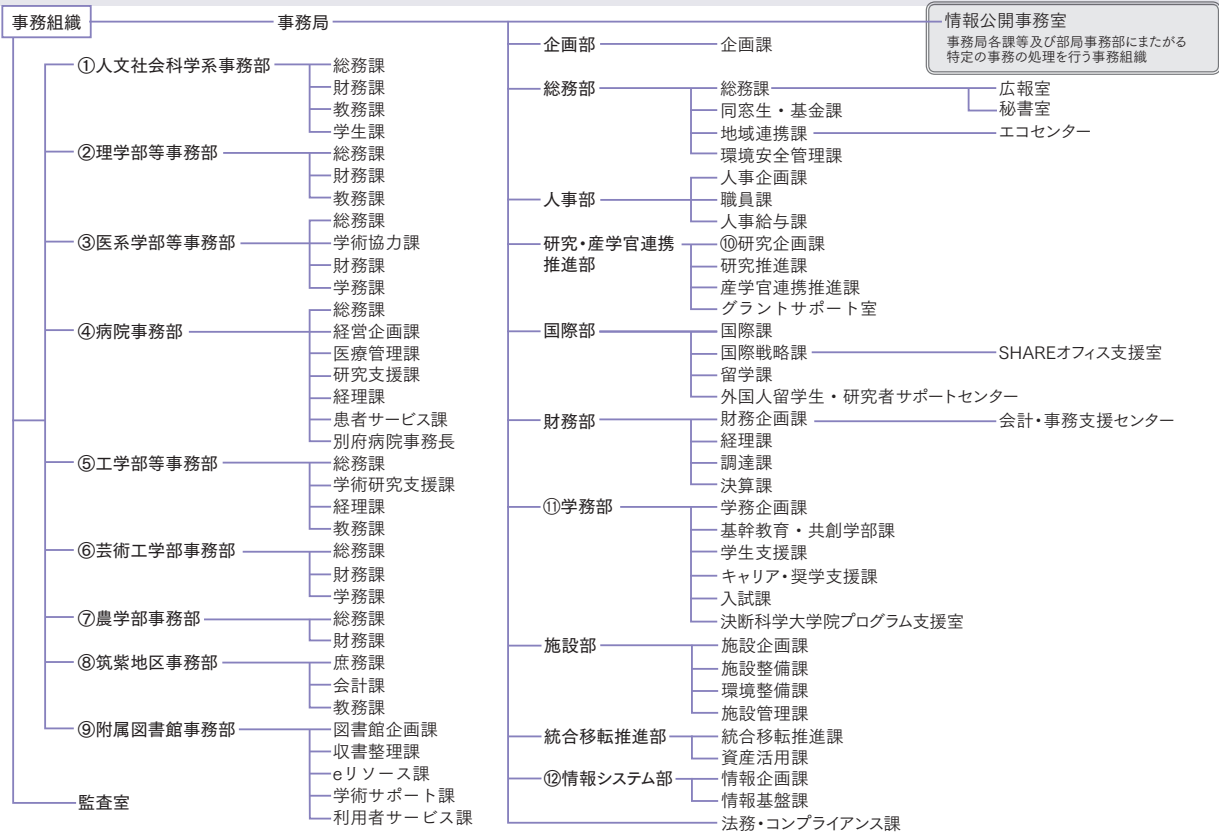 事務組織
事務局
情報公開事務室
事務局各課等及び部局事務部にまたがる
特定の事務の処理を行う事務組織
①人文社会科学系事務部
総務課
財務課
教務課
学生課
②理学部等事務部
総務課
財務課
教務課
③医系学部等事務部
総務課
学術協力課
財務課
学務課
④病院事務部
総務課
経営企画課
医療管理課
研究支援課
経理課
患者サービス課
別府病院事務長
⑤工学部等事務部
総務課
学術研究支援課
経理課
教務課
⑥芸術工学部事務部
総務課
財務課
学務課
⑦農学部事務部
総務課
財務課
⑧筑紫地区事務部
庶務課
会計課
教務課
⑨附属図書館事務部
図書館企画課
収書整理課
eリソース課
学術サポート課
利用者サービス課
監査室
企画部
企画課
総務部
総務課
広報室
秘書室
同窓生・基金課
地域連携課
エコセンター
環境安全管理課
人事部
人事企画課
職員課
人事給与課
研究・産学官連携
推進部
⑩研究企画課
研究推進課
産学官連携推進課
グラントサポート室
国際部
国際課
国際戦略課
SHAREオフィス支援室
留学課
外国人留学生・研究者サポートセンター
財務部
財務企画課
会計・事務支援センター
経理課
調達課
決算課
⑪学務部
学務企画課
基幹教育・共創学部課
学生支援課
キャリア・奨学支援課
入試課
決断科学大学院プログラム支援室
施設部
施設企画課
施設整備課
環境整備課
施設管理課
統合移転推進部
統合移転推進課
資産活用課
⑫情報システム部
情報企画課
情報基盤課
法務・コンプライアンス課